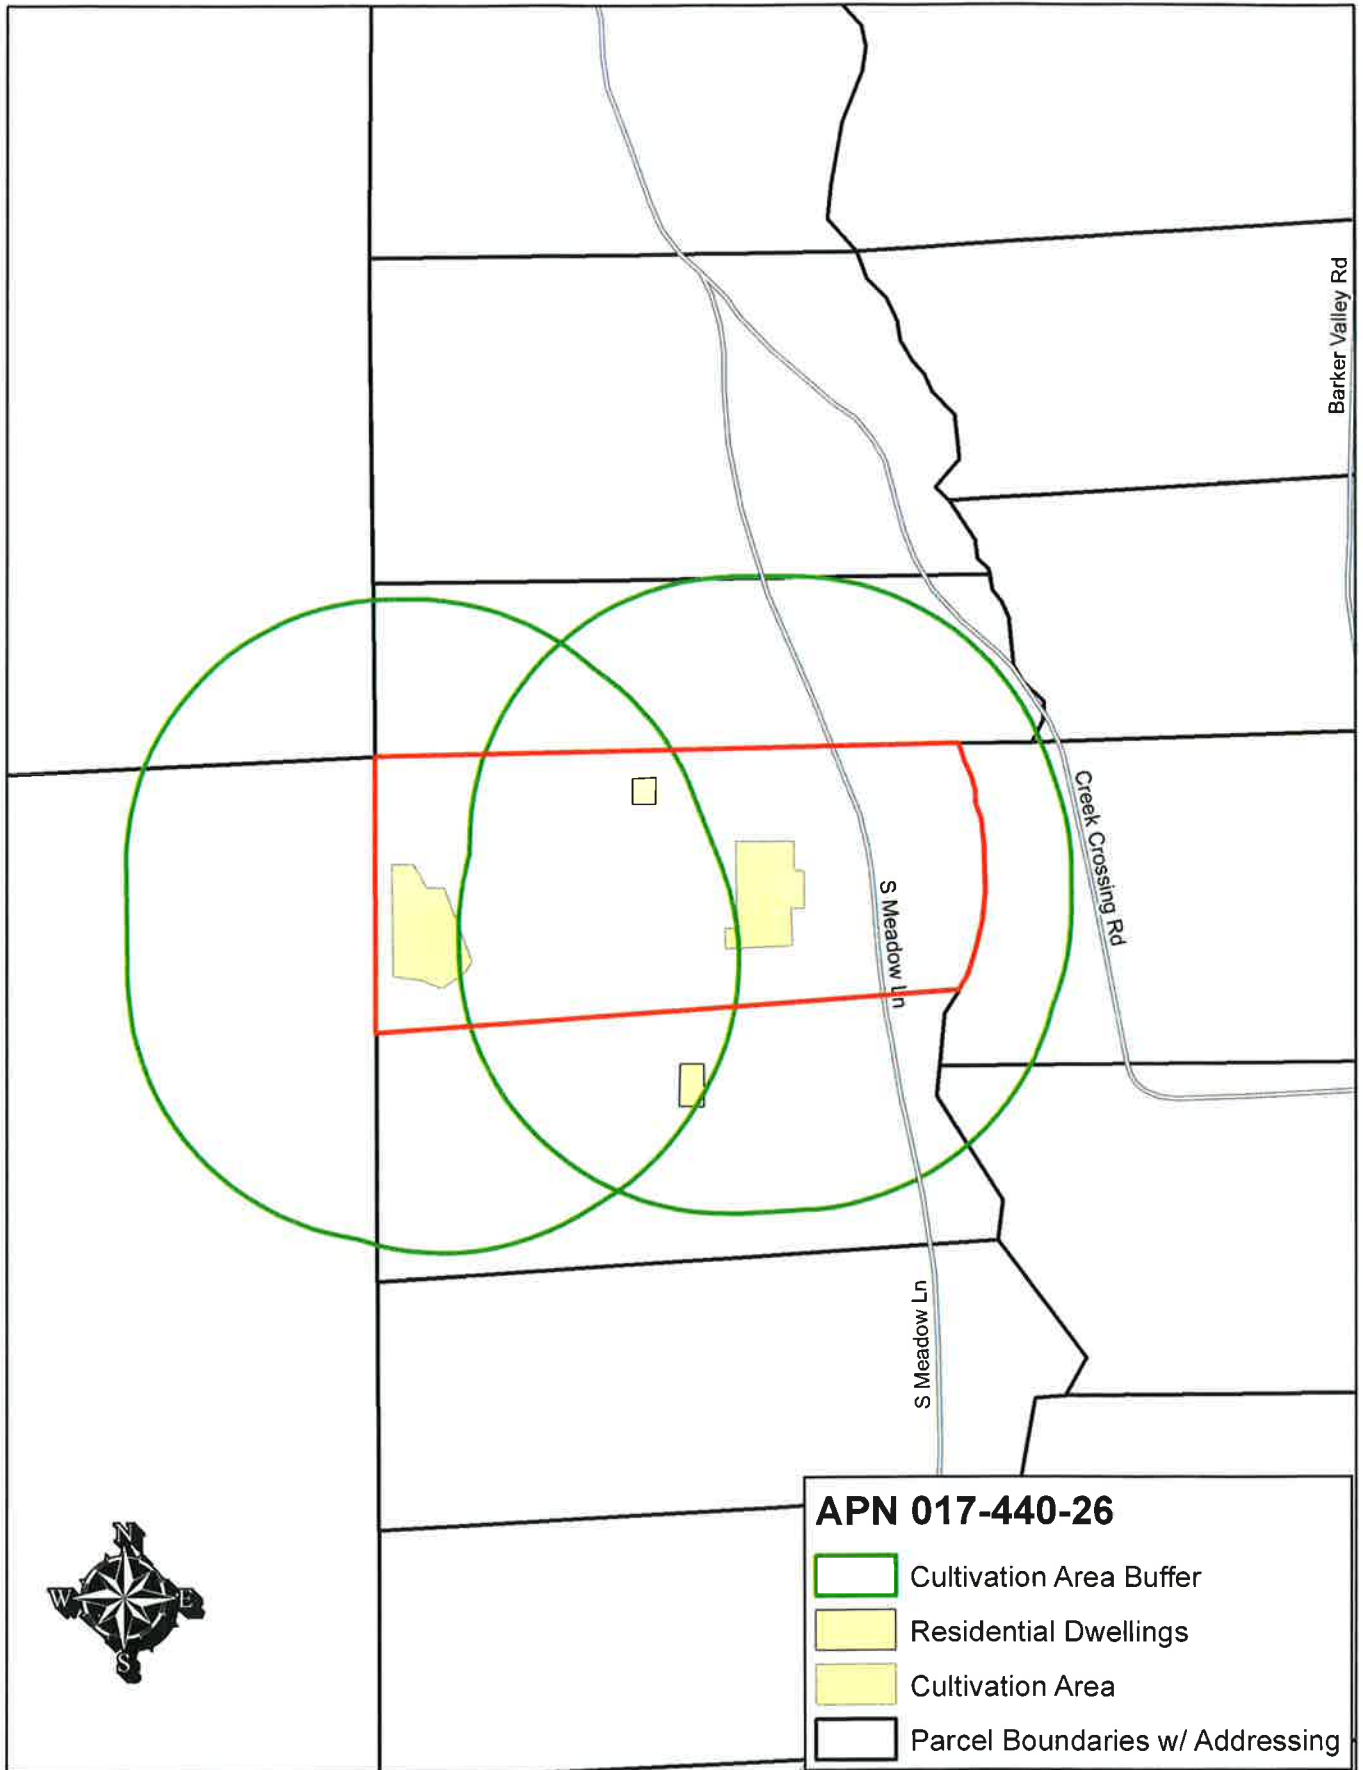 Barker Valley Rd
Creek Crossing Rd
S Meadow Ln
S Meadow Ln
APN 017-440-26
Cultivation Area Buffer
Residential Dwellings
Cultivation Area
Parcel Boundaries w/ Addressing
N
W E
S